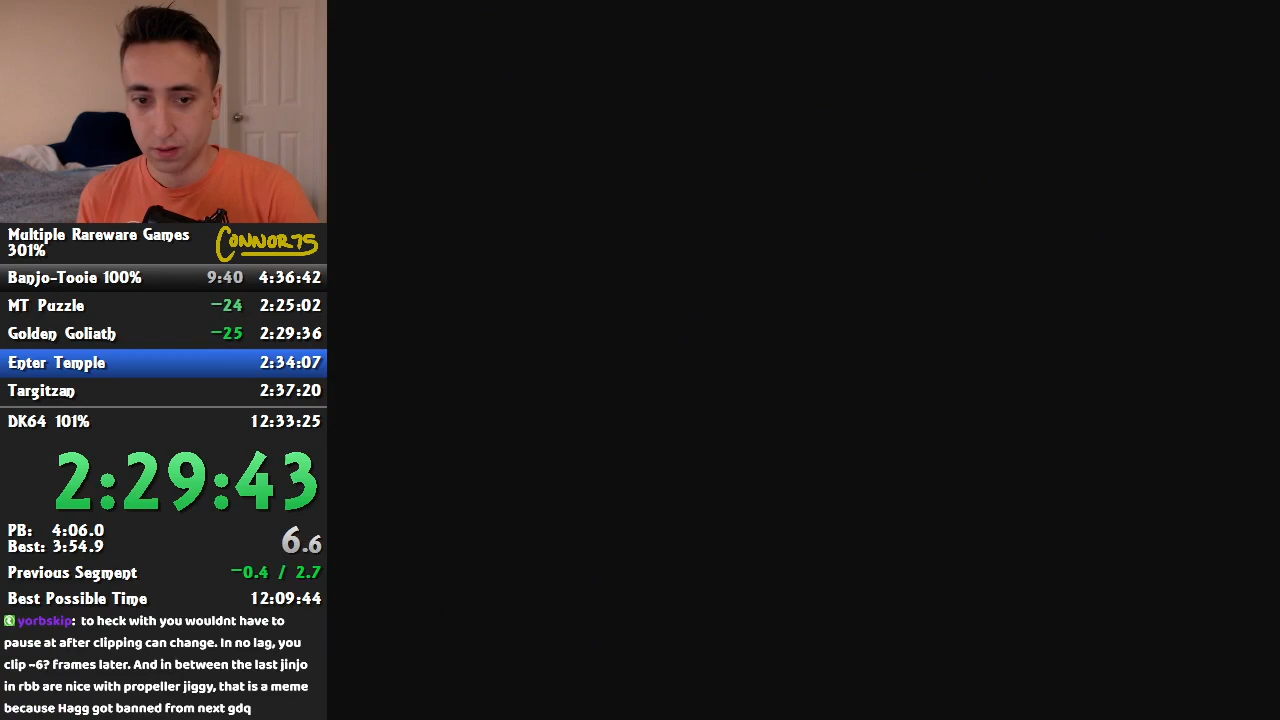 Multiple Rareware Games
301%
CONNOR75
Banjo-Tooie 100% 9:40 4:36:42
MT Puzzle −24 2:25:02
Golden Goliath −25 2:29:36
Enter Temple 2:34:07
Targitzan 2:37:20
DK64 101% 12:33:25
2:29:43
PB: 4:06.0
Best: 3:54.9
6.6
Previous Segment −0.4 / 2.7
Best Possible Time 12:09:44
yorbskip: to heck with you wouldnt have to
pause at after clipping can change. In no lag, you
clip ~6? frames later. And in between the last jinjo
in rbb are nice with propeller jiggy, that is a meme
because Hagg got banned from next gdq